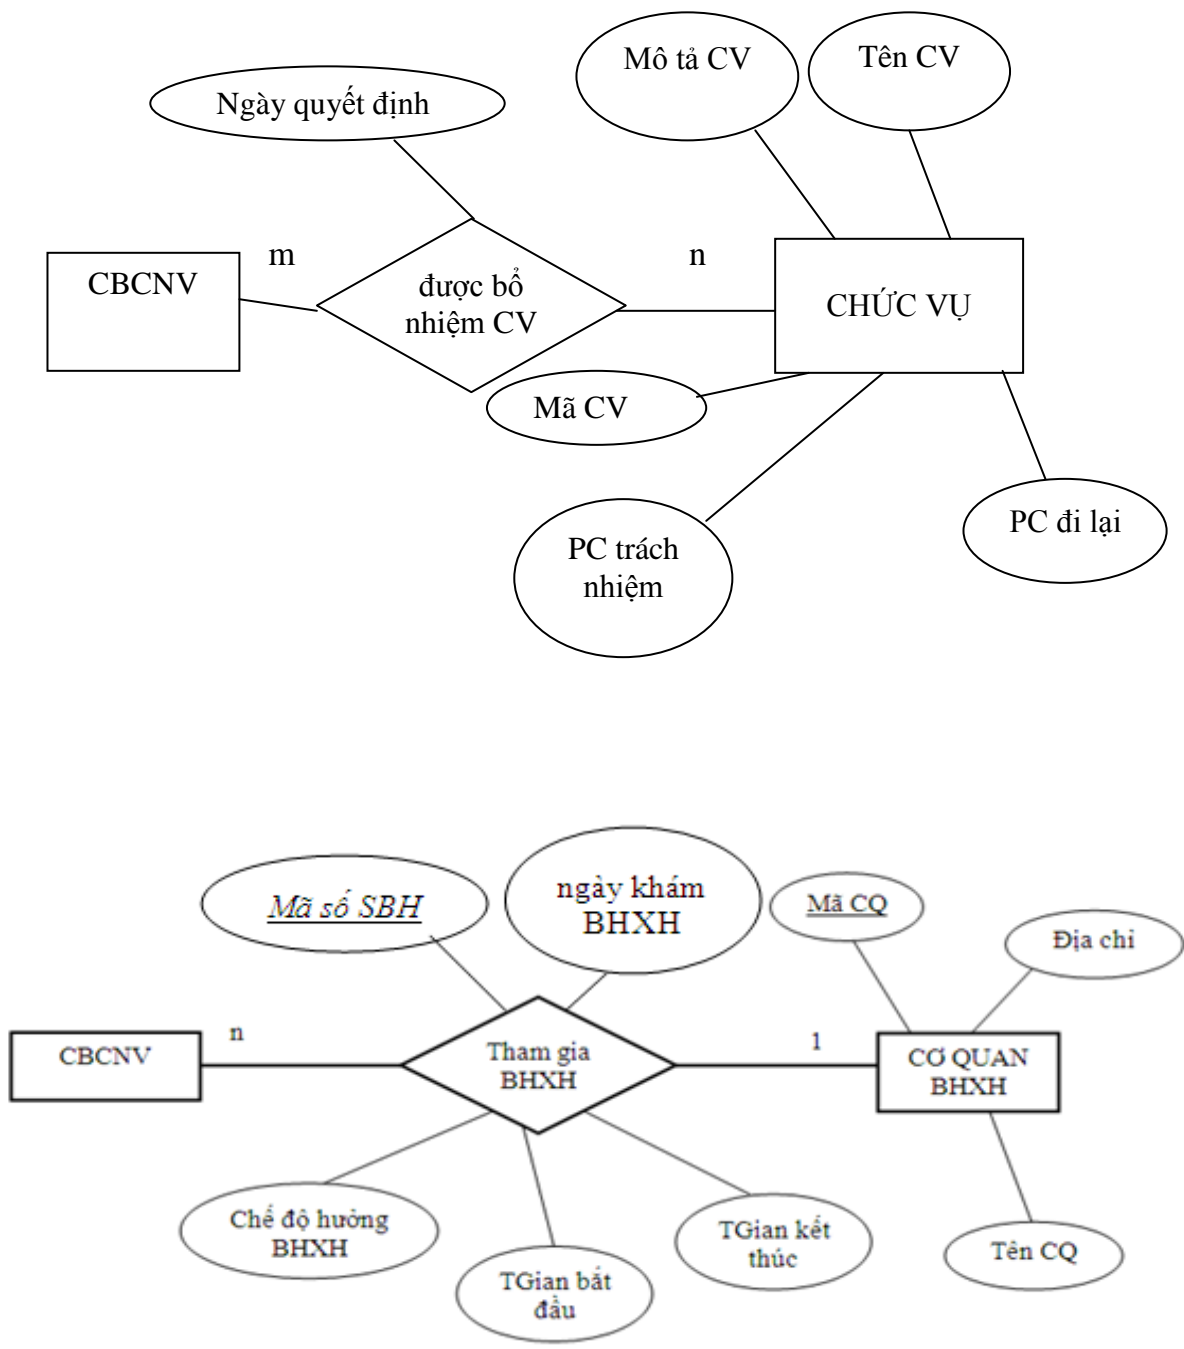 Mô tả CV
Tên CV
Ngày quyết định
m
n
CBCNV
được bổ
nhiệm CV
CHỨC VỤ
Mã CV
PC đi lại
PC trách
nhiệm
Mã số SBH
ngày khám
BHXH
Mã CQ
Địa chỉ
n
1
CBCNV
Tham gia
BHXH
CƠ QUAN
BHXH
Chế độ hưởng
BHXH
TGian kết
thúc
Tên CQ
TGian bắt
đầu